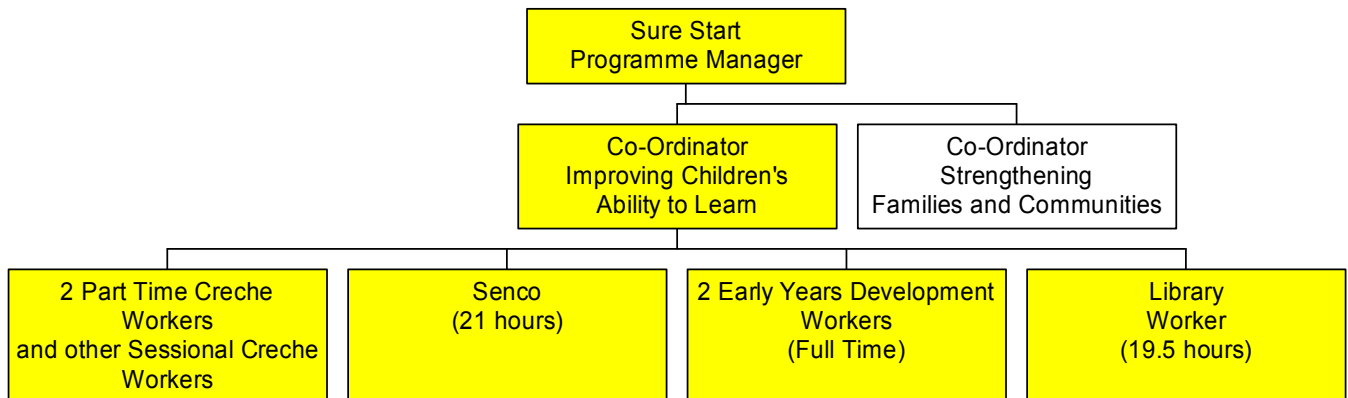 Sure Start
Programme Manager
Co-Ordinator
Improving Children's
Ability to Learn
Co-Ordinator
Strengthening
Families and Communities
2 Part Time Creche
Workers
and other Sessional Creche
Workers
Senco
(21 hours)
2 Early Years Development
Workers
(Full Time)
Library
Worker
(19.5 hours)